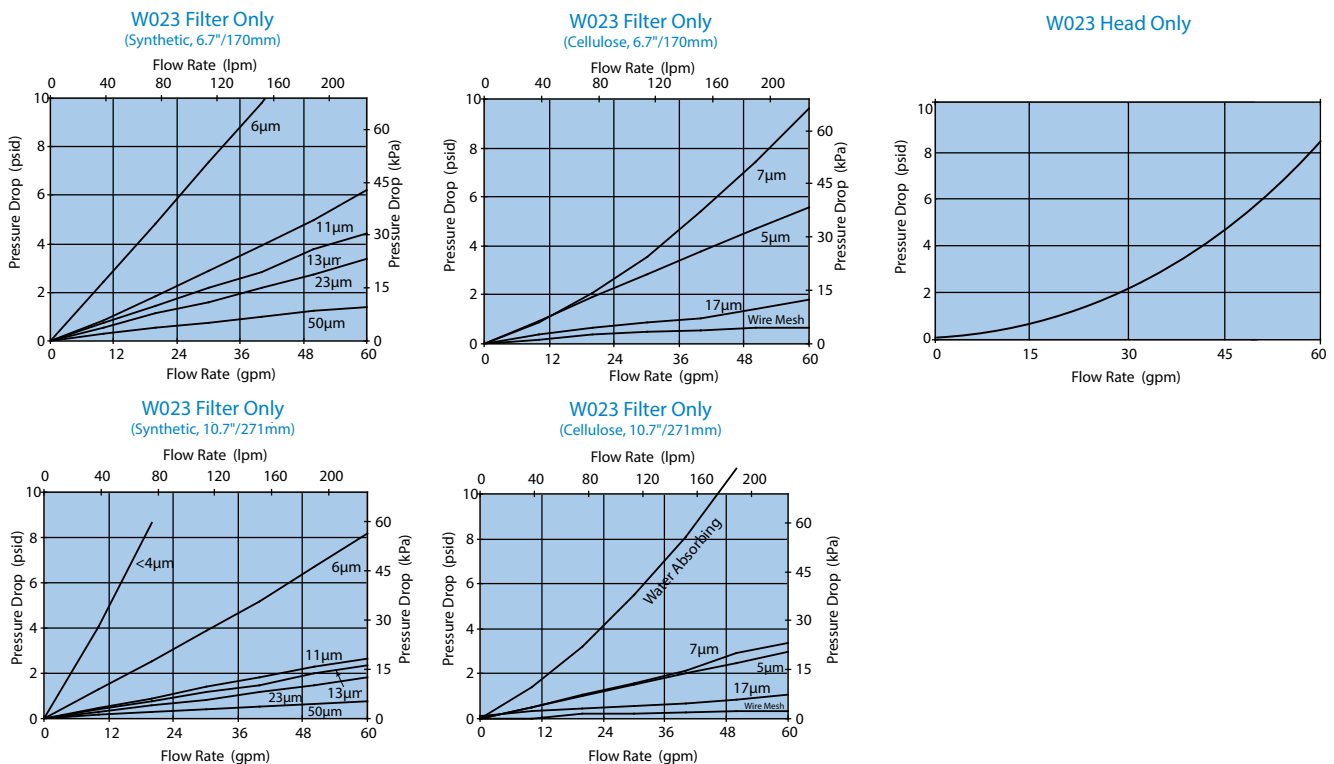 W023 Filter Only
(Synthetic, 6.7"/170mm)
Flow Rate (lpm)
0 40 80 120 160 200
Pressure Drop (psid)
10
8
6
4
2
0
6µm
11µm
13µm
23µm
50µm
60
45
30
15
0
Pressure Drop (kPa)
12 24 36 48 60
Flow Rate (gpm)
W023 Filter Only
(Cellulose, 6.7"/170mm)
Flow Rate (lpm)
0 40 80 120 160 200
Pressure Drop (psid)
10
8
6
4
2
0
7µm
5µm
17µm
Wire Mesh
60
45
30
15
0
Pressure Drop (kPa)
0 12 24 36 48 60
Flow Rate (gpm)
W023 Head Only
Pressure Drop (psid)
10
8
6
4
2
0
0 15 30 45 60
Flow Rate (gpm)
W023 Filter Only
(Synthetic, 10.7"/271mm)
Flow Rate (lpm)
0 40 80 120 160 200
Pressure Drop (psid)
10
8
6
4
2
0
<4µm
6µm
11µm
13µm
23µm
50µm
60
45
30
15
0
Pressure Drop (kPa)
0 12 24 36 48 60
Flow Rate (gpm)
W023 Filter Only
(Cellulose, 10.7"/271mm)
Flow Rate (lpm)
0 40 80 120 160 200
Pressure Drop (psid)
10
8
6
4
2
0
Water Absorbing
7µm
5µm
17µm
Wire Mesh
60
45
30
15
0
Pressure Drop (kPa)
0 12 24 36 48 60
Flow Rate (gpm)